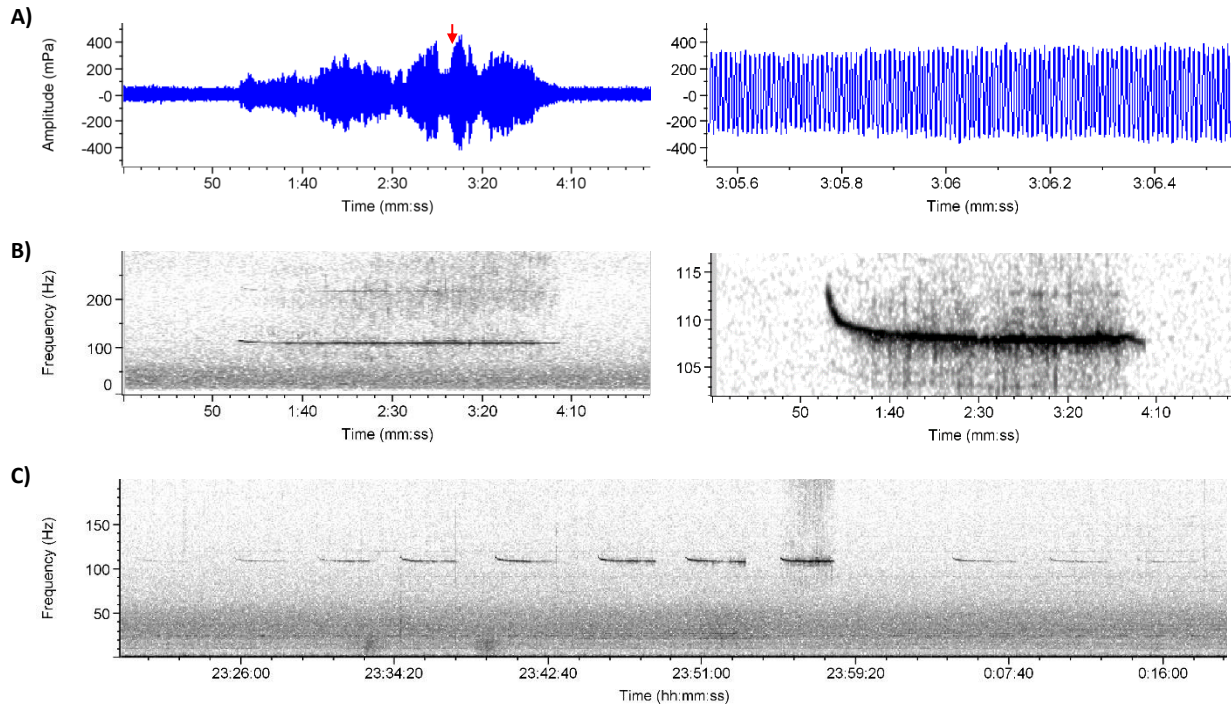 A)
Amplitude (mPa)
400
200
-0
-200
-400
50 1:40 2:30 3:20 4:10
Time (mm:ss)
400
200
-0
-200
-400
3:05.6 3:05.8 3:06 3:06.2 3:06.4
Time (mm:ss)
B)
Frequency (Hz)
200
100
0
50 1:40 2:30 3:20 4:10
Time (mm:ss)
115
110
105
50 1:40 2:30 3:20 4:10
Time (mm:ss)
C)
Frequency (Hz)
150
100
50
23:26:00 23:34:20 23:42:40 23:51:00 23:59:20 0:07:40 0:16:00
Time (hh:mm:ss)